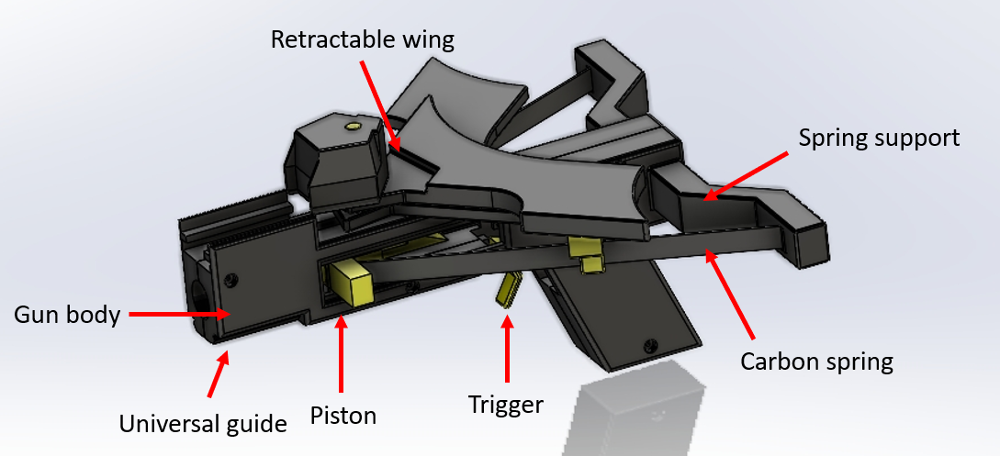 Retractable wing
Spring support
Gun body
Carbon spring
Universal guide
Piston
Trigger